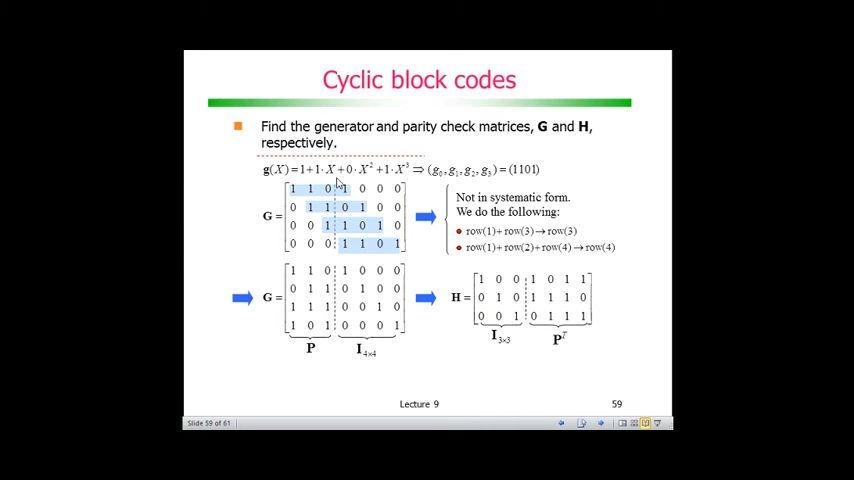 Cyclic block codes
Find the generator and parity check matrices, G and H,
respectively.
g(X) = 1+1·X+0·X² +1·X³ ⇒ (g₀,g₁,g₂,g₃) = (1101)
G =
1 1 0 1 0 0 0
0 1 1 0 1 0 0
0 0 1 1 0 1 0
0 0 0 1 1 0 1
Not in systematic form.
We do the following:
row(1)+row(3)→row(3)
row(1)+row(2)+row(4)→row(4)
G =
1 1 0 1 0 0 0
0 1 1 0 1 0 0
1 1 1 0 0 1 0
1 0 1 0 0 0 1
P
I₄ₓ₄
H =
1 0 0 1 0 1 1
0 1 0 1 1 1 0
0 0 1 0 1 1 1
I₃ₓ₃
Pᵀ
Lecture 9
59
Slide 59 of 61